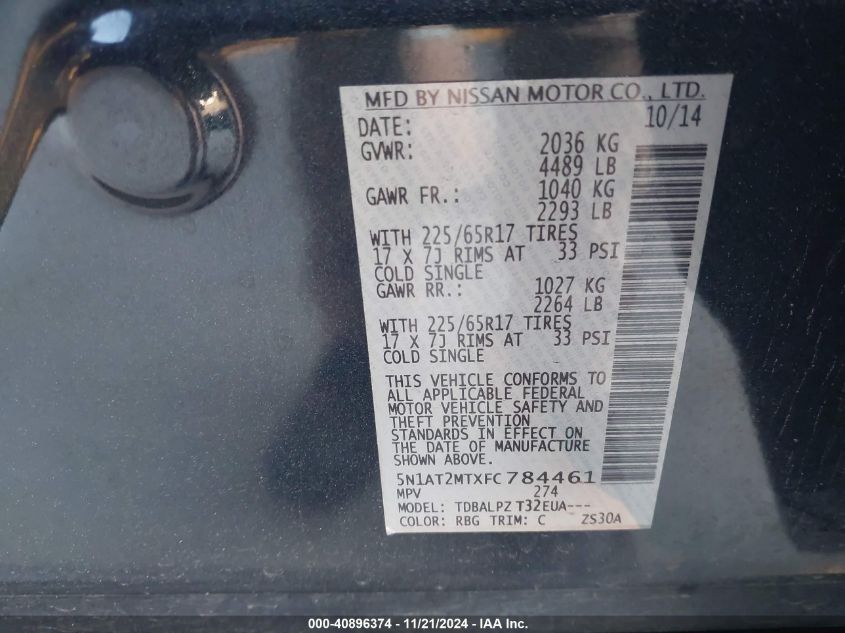 MFD BY NISSAN MOTOR CO., LTD.
DATE: 10/14
GVWR: 2036 KG
4489 LB
GAWR FR.: 1040 KG
2293 LB
WITH 225/65R17 TIRES
17 X 7J RIMS AT 33 PSI
COLD SINGLE
GAWR RR.: 1027 KG
2264 LB
WITH 225/65R17 TIRES
17 X 7J RIMS AT 33 PSI
COLD SINGLE
THIS VEHICLE CONFORMS TO
ALL APPLICABLE FEDERAL
MOTOR VEHICLE SAFETY AND
THEFT PREVENTION
STANDARDS IN EFFECT ON
THE DATE OF MANUFACTURE
SHOWN ABOVE.
5N1AT2MTXFC784461
MPV 274
MODEL: TDBALPZ T32EUA---
COLOR: RBG TRIM: C ZS30A
000-40896374 - 11/21/2024 - IAA Inc.